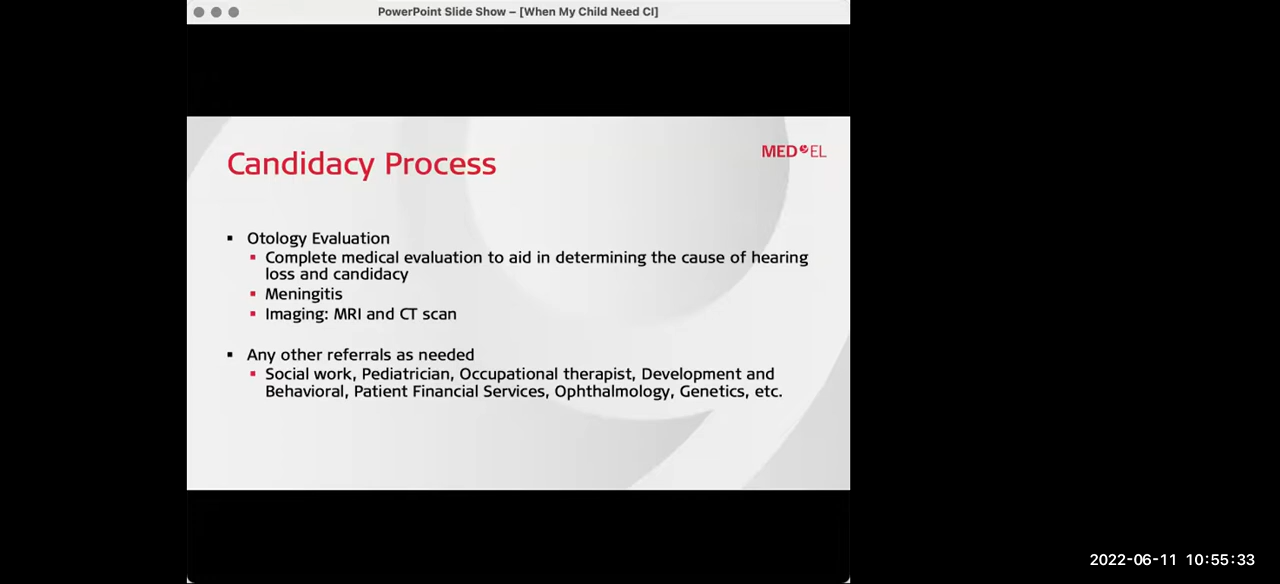 PowerPoint Slide Show – [When My Child Need CI]
Candidacy Process
MED EL
▪ Otology Evaluation
▪ Complete medical evaluation to aid in determining the cause of hearing
loss and candidacy
▪ Meningitis
▪ Imaging: MRI and CT scan
▪ Any other referrals as needed
▪ Social work, Pediatrician, Occupational therapist, Development and
Behavioral, Patient Financial Services, Ophthalmology, Genetics, etc.
2022-06-11 10:55:33